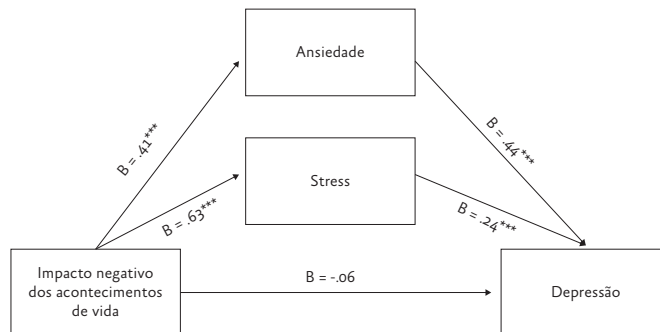 Ansiedade
B = .41***
B = .44***
Stress
B = .63***
B = .24***
Impacto negativo
dos acontecimentos
de vida
B = -.06
Depressão